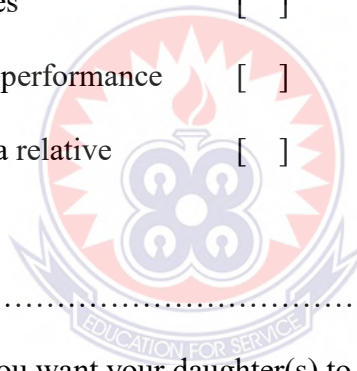 es [ ]
performance [ ]
a relative [ ]
……………………………………
EDUCATION FOR SERVICE
ou want your daughter(s) to